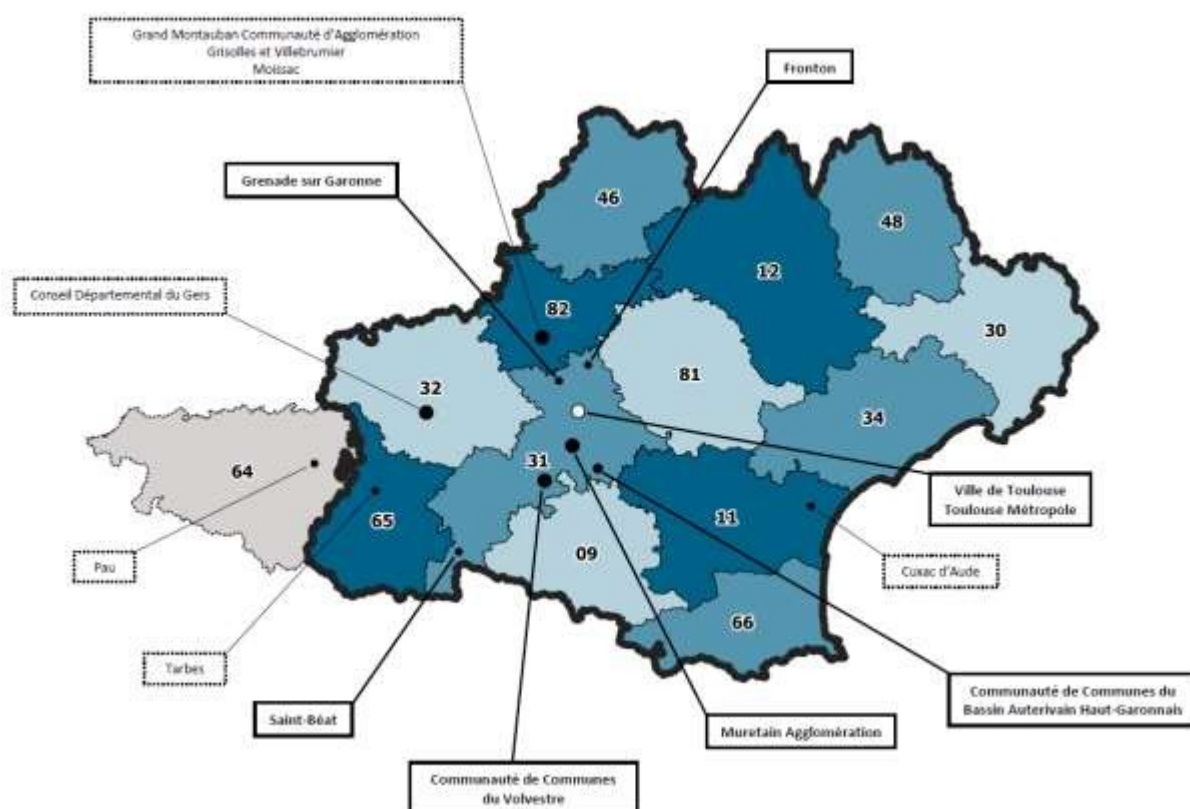 Grand Montauban Communauté d'Agglomération
Grisolles et Villebrumier
Moissac
Fronton
Grenade sur Garonne
46
48
12
Conseil Départemental du Gers
82
30
32
81
34
64
31
65
11
Ville de Toulouse
Toulouse Métropole
09
Pau
Cuxac d'Aude
66
Tarbes
Saint-Béat
Communauté de Communes du
Bassin Auterivain Haut-Garonnais
Muretain Agglomération
Communauté de Communes
du Volvestre